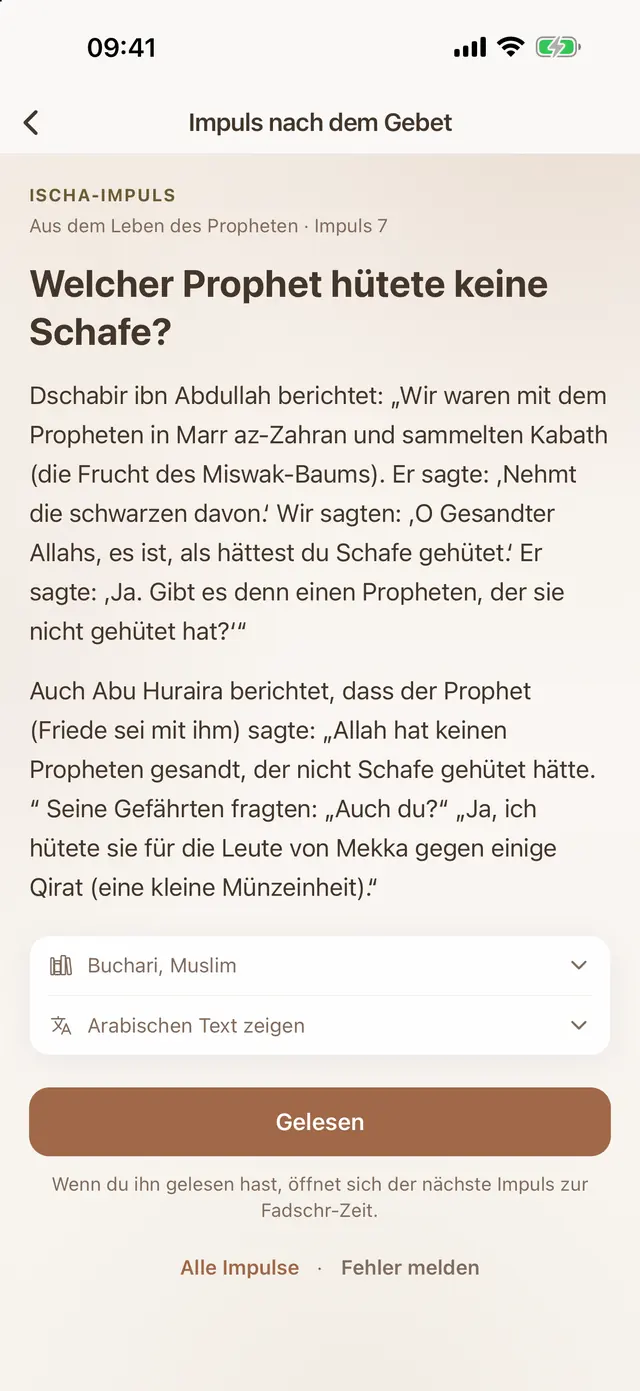 09:41
Impuls nach dem Gebet
ISCHA-IMPULS
Aus dem Leben des Propheten · Impuls 7
Welcher Prophet hütete keine
Schafe?
Dschabir ibn Abdullah berichtet: „Wir waren mit dem
Propheten in Marr az-Zahran und sammelten Kabath
(die Frucht des Miswak-Baums). Er sagte: ‚Nehmt
die schwarzen davon.‘ Wir sagten: ‚O Gesandter
Allahs, es ist, als hättest du Schafe gehütet.‘ Er
sagte: ‚Ja. Gibt es denn einen Propheten, der sie
nicht gehütet hat?‘“
Auch Abu Huraira berichtet, dass der Prophet
(Friede sei mit ihm) sagte: „Allah hat keinen
Propheten gesandt, der nicht Schafe gehütet hätte.
“ Seine Gefährten fragten: „Auch du?“ „Ja, ich
hütete sie für die Leute von Mekka gegen einige
Qirat (eine kleine Münzeinheit).“
Buchari, Muslim
Arabischen Text zeigen
Gelesen
Wenn du ihn gelesen hast, öffnet sich der nächste Impuls zur
Fadschr-Zeit.
Alle Impulse · Fehler melden